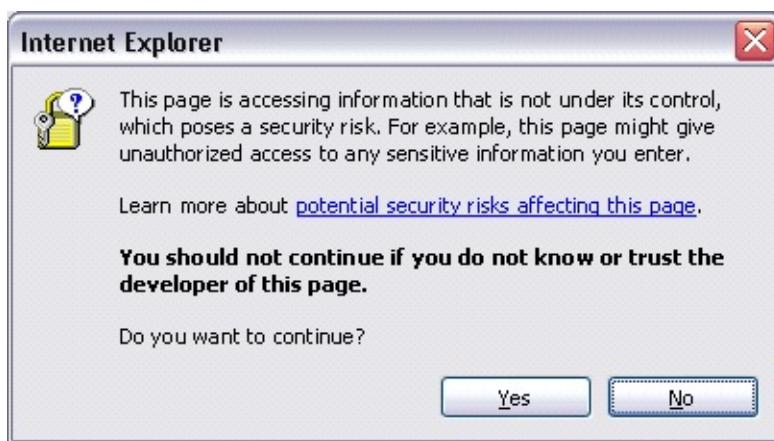 Internet Explorer
This page is accessing information that is not under its control,
which poses a security risk. For example, this page might give
unauthorized access to any sensitive information you enter.
Learn more about potential security risks affecting this page.
You should not continue if you do not know or trust the
developer of this page.
Do you want to continue?
Yes No